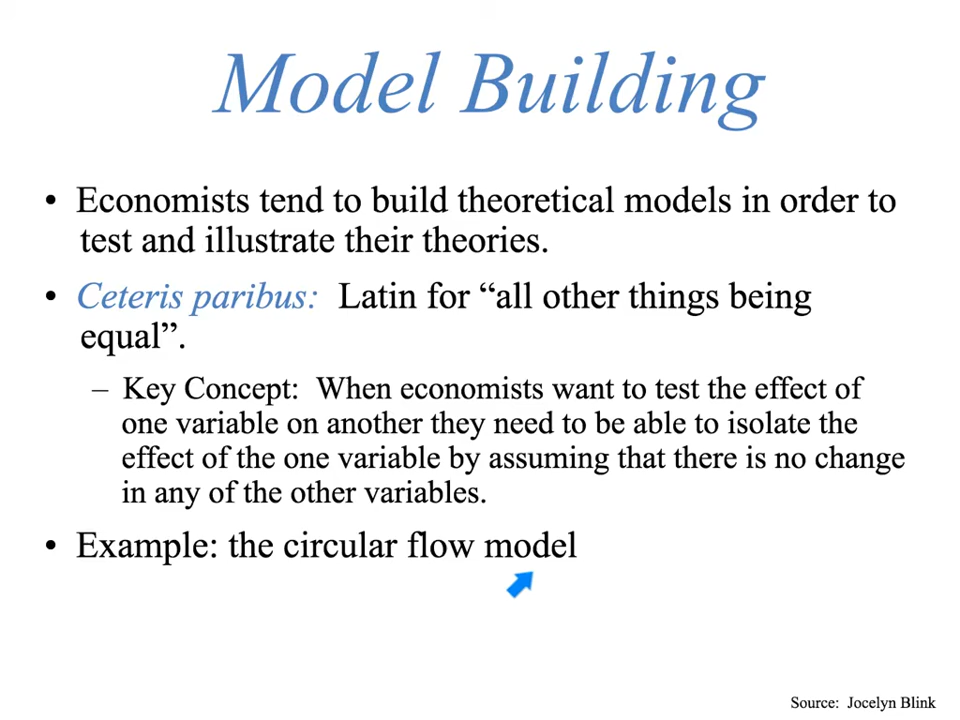 Model Building
• Economists tend to build theoretical models in order to
test and illustrate their theories.
• Ceteris paribus: Latin for “all other things being
equal”.
– Key Concept: When economists want to test the effect of
one variable on another they need to be able to isolate the
effect of the one variable by assuming that there is no change
in any of the other variables.
• Example: the circular flow model
Source: Jocelyn Blink